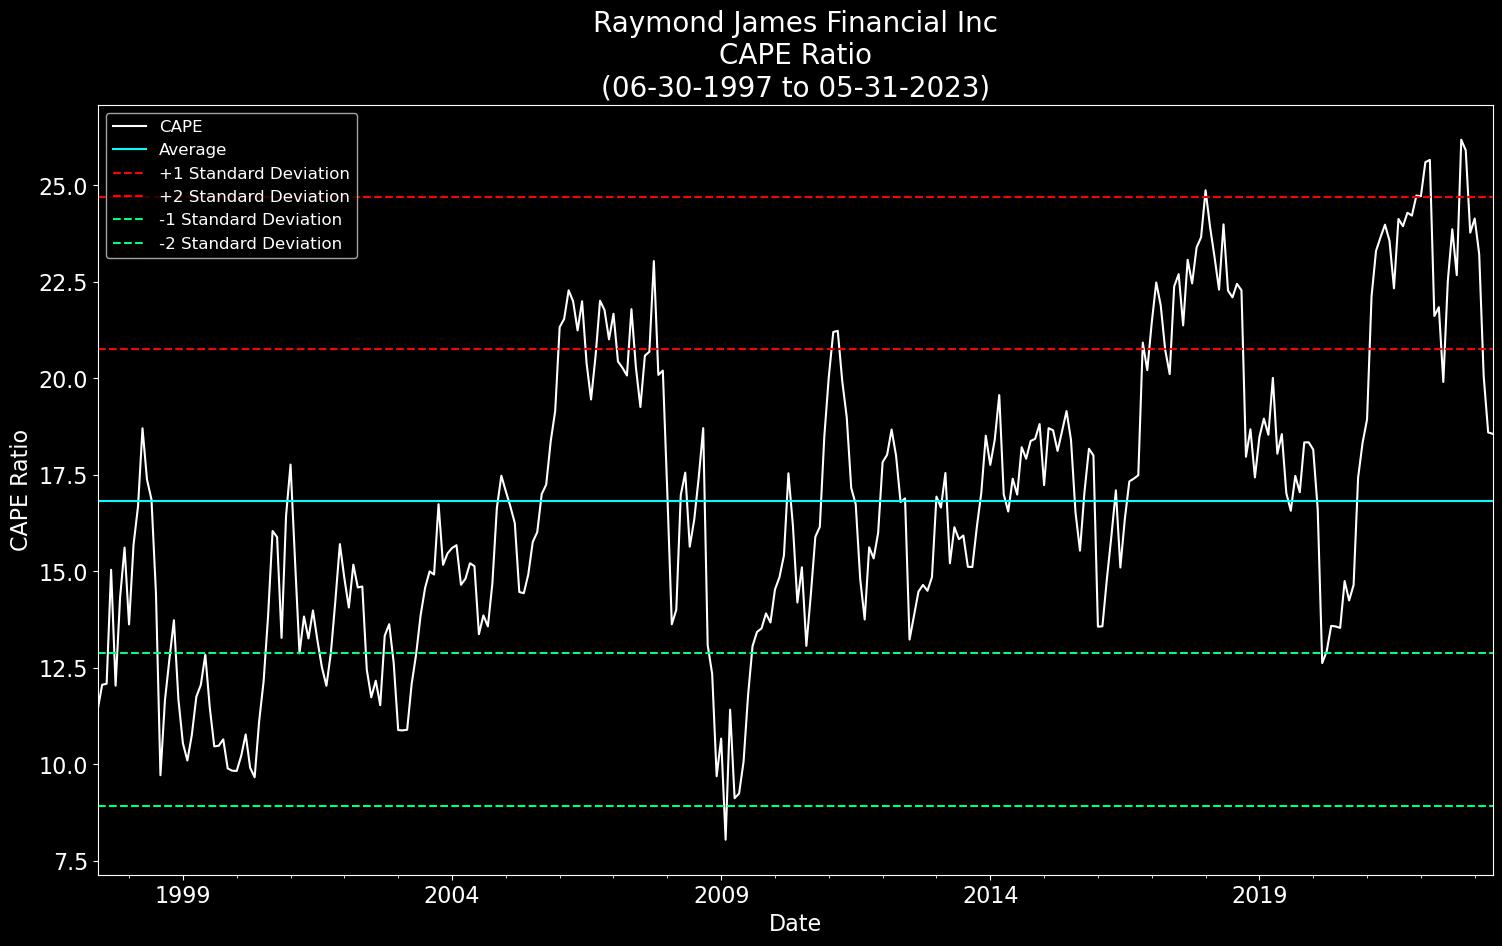 Raymond James Financial Inc
CAPE Ratio
(06-30-1997 to 05-31-2023)
CAPE
Average
+1 Standard Deviation
+2 Standard Deviation
-1 Standard Deviation
-2 Standard Deviation
CAPE Ratio
25.0
22.5
20.0
17.5
15.0
12.5
10.0
7.5
1999
2004
2009
2014
2019
Date